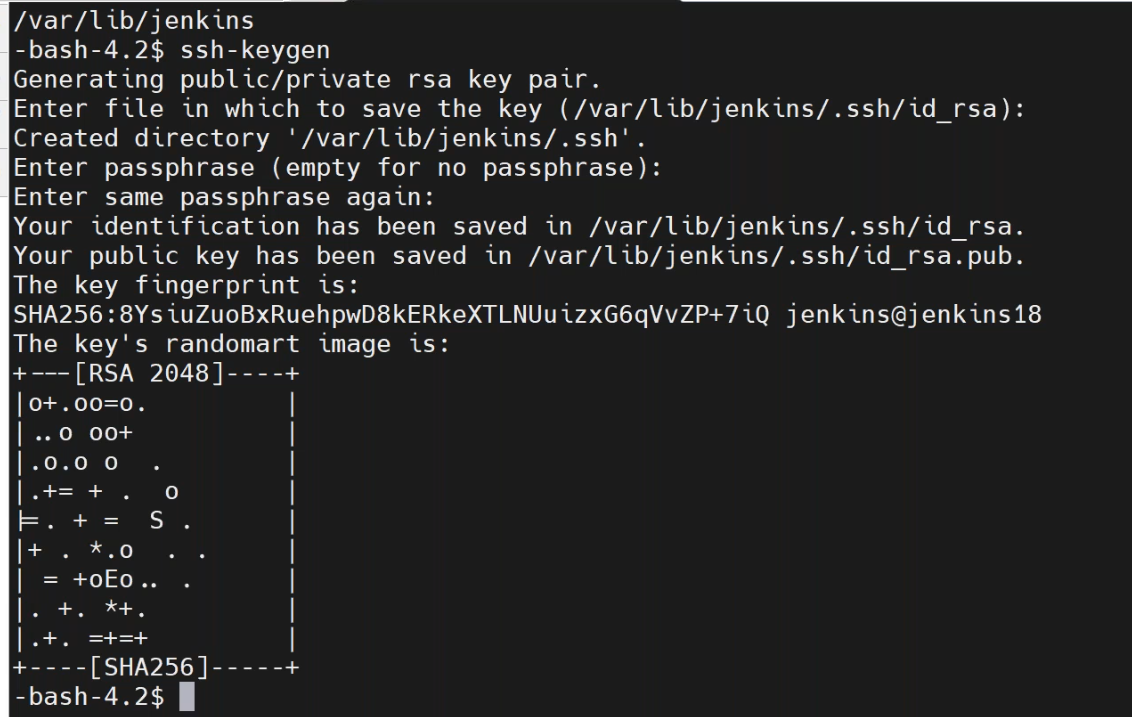 /var/lib/jenkins
-bash-4.2$ ssh-keygen
Generating public/private rsa key pair.
Enter file in which to save the key (/var/lib/jenkins/.ssh/id_rsa):
Created directory '/var/lib/jenkins/.ssh'.
Enter passphrase (empty for no passphrase):
Enter same passphrase again:
Your identification has been saved in /var/lib/jenkins/.ssh/id_rsa.
Your public key has been saved in /var/lib/jenkins/.ssh/id_rsa.pub.
The key fingerprint is:
SHA256:8YsiuZuoBxRuehpwD8kERkeXTLNUuizxG6qVvZP+7iQ jenkins@jenkins18
The key's randomart image is:
+---[RSA 2048]----+
|o+.oo=o.         |
|..o oo+          |
|.o.o o  .        |
|.+= + .  o       |
|=. + =  S .      |
|+ . *.o  . .     |
| = +oEo.. .      |
|. +. *+.         |
|.+. =+=+         |
+----[SHA256]-----+
-bash-4.2$